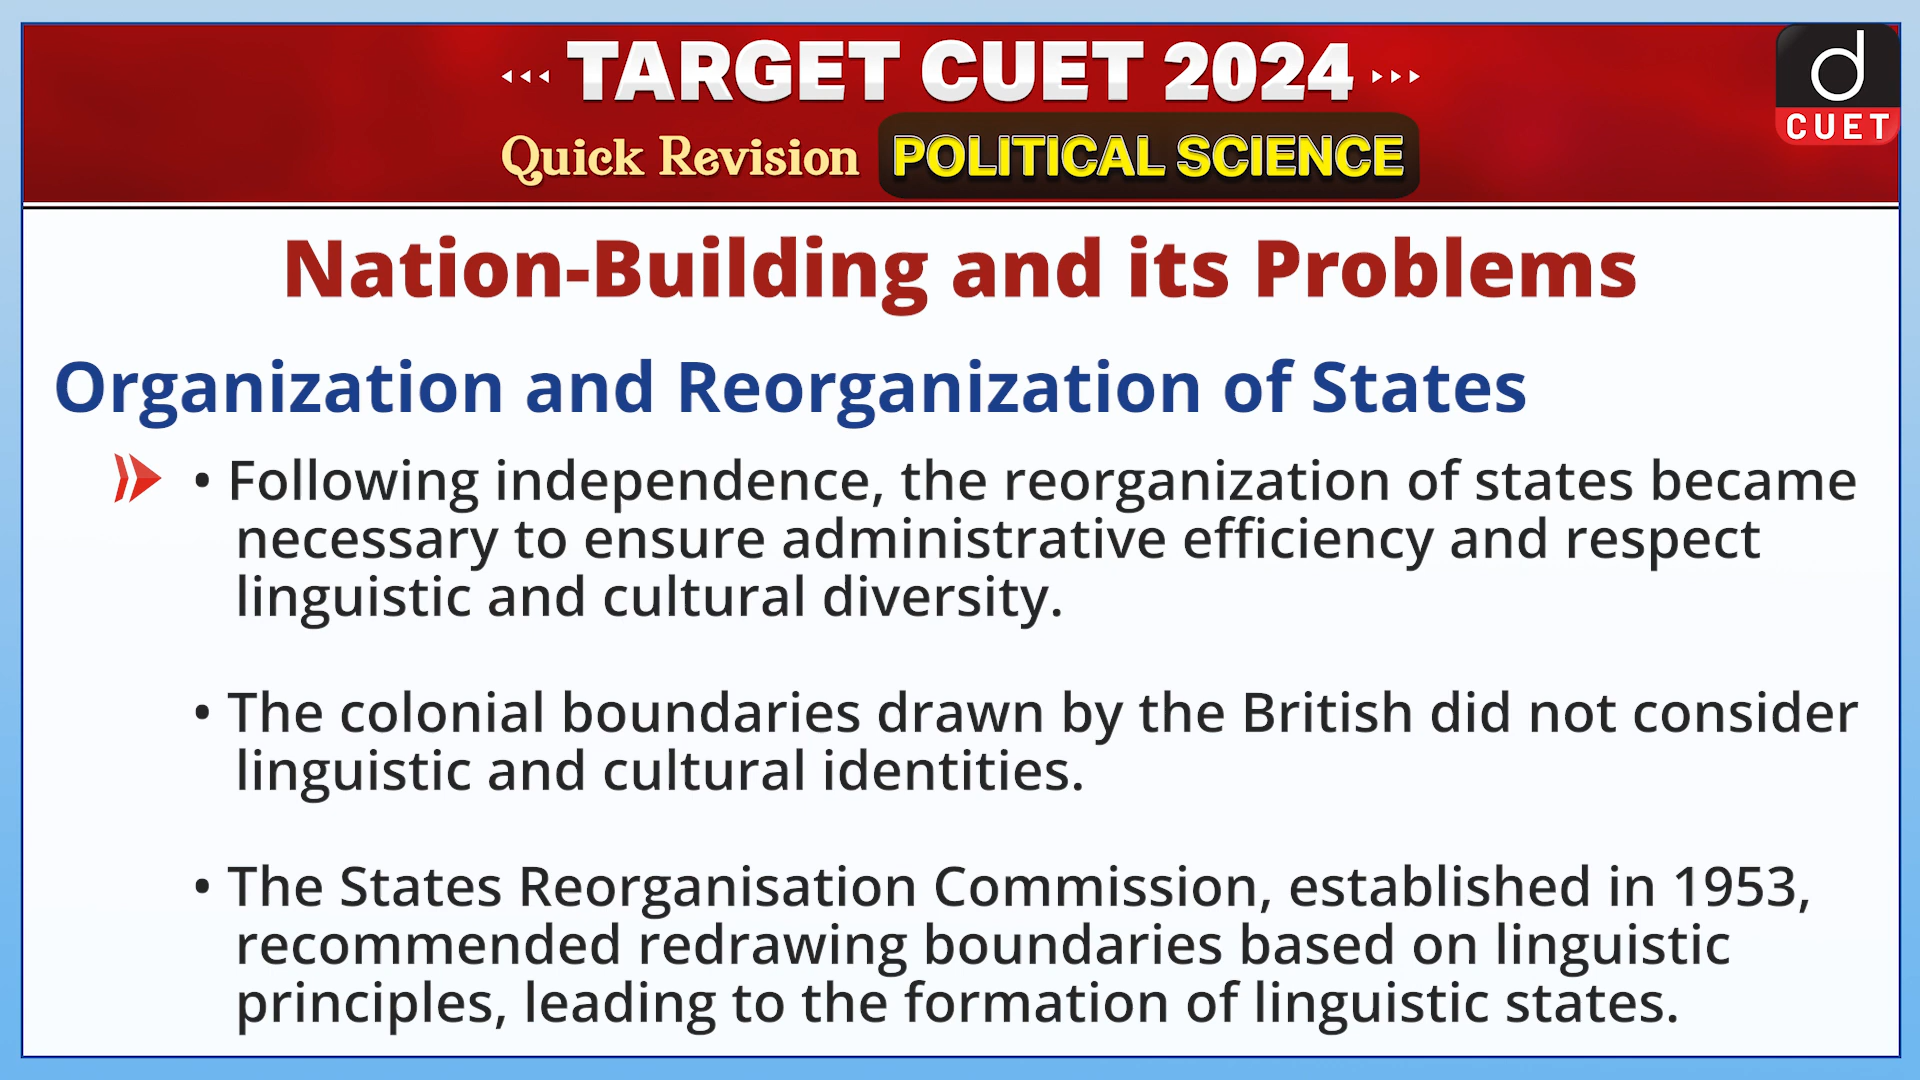 TARGET CUET 2024
Quick Revision POLITICAL SCIENCE
d
CUET
Nation-Building and its Problems
Organization and Reorganization of States
• Following independence, the reorganization of states became
necessary to ensure administrative efficiency and respect
linguistic and cultural diversity.
• The colonial boundaries drawn by the British did not consider
linguistic and cultural identities.
• The States Reorganisation Commission, established in 1953,
recommended redrawing boundaries based on linguistic
principles, leading to the formation of linguistic states.